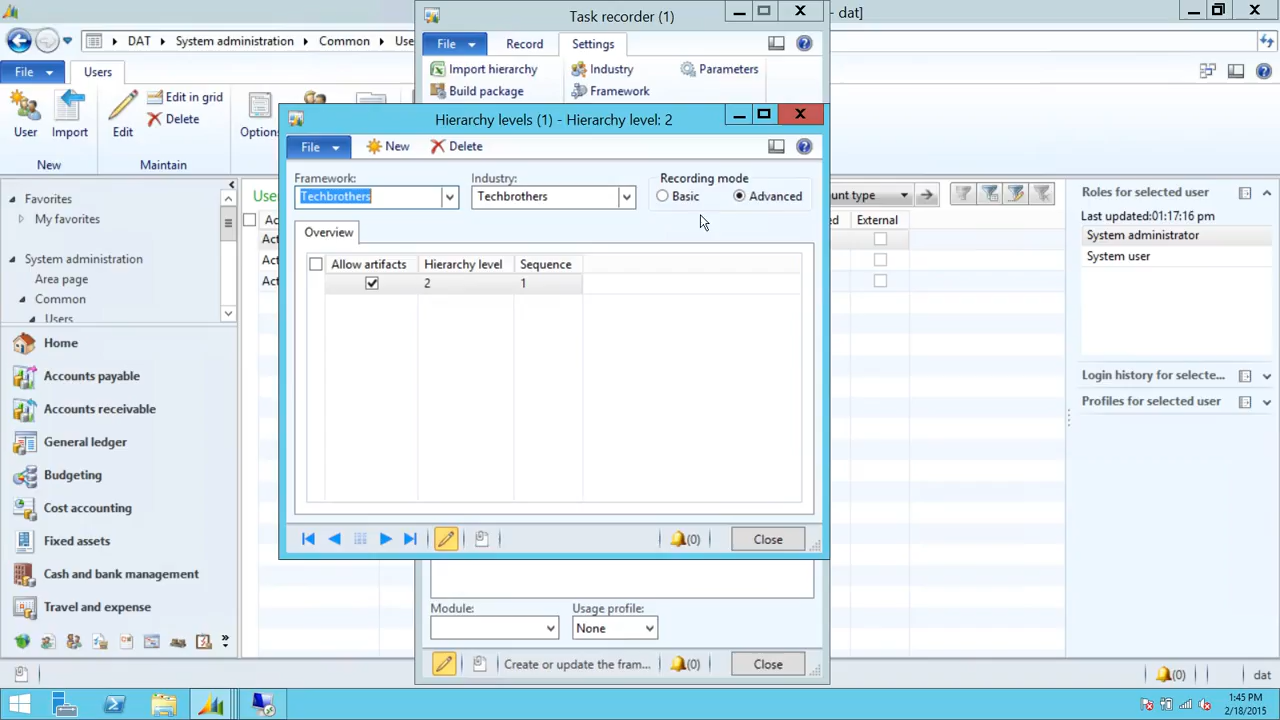 Task recorder (1)
- dat]
DAT
System administration
Common
Use
File
Record
Settings
File
Users
Import hierarchy
Industry
Parameters
Build package
Framework
User
Import
Edit
Edit in grid
Delete
Option
New
Maintain
Hierarchy levels (1) - Hierarchy level: 2
File
New
Delete
Framework:
Industry:
Recording mode
Techbrothers
Techbrothers
Basic
Advanced
Overview
Allow artifacts
Hierarchy level
Sequence
2
1
Close
Favorites
My favorites
System administration
Area page
Common
Users
Home
Accounts payable
Accounts receivable
General ledger
Budgeting
Cost accounting
Fixed assets
Cash and bank management
Travel and expense
Use
Ac
Act
Act
Act
unt type
ed
External
Roles for selected user
Last updated:01:17:16 pm
System administrator
System user
Login history for selecte...
Profiles for selected user
(0)
Module:
Usage profile:
None
Create or update the fram...
(0)
Close
(0)
dat
1:45 PM
2/18/2015